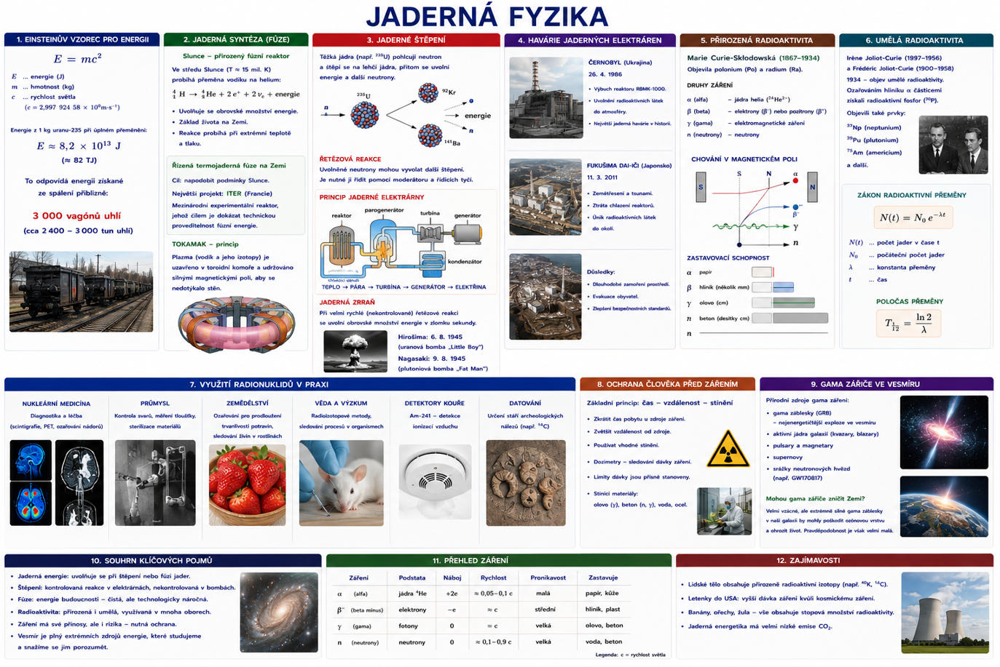 JADERNÁ FYZIKA
1. EINSTEINŮV VZOREC PRO ENERGII
E = mc²
E ... energie (J)
m ... hmotnost (kg)
c ... rychlost světla
(c = 2,997 924 58 × 10⁸m·s⁻¹)
Energie z 1 kg uranu-235 při úplném přeměnění:
E ≈ 8,2 × 10¹³ J
(≈ 82 TJ)
To odpovídá energii získané
ze spálení přibližně:
3 000 vagónů uhlí
(cca 2 400 – 3 000 tun uhlí)
2. JADERNÁ SYNTÉZA (FÚZE)
Slunce – přirozený fúzní reaktor
Ve středu Slunce (T ≈ 15 mil. K)
probíhá přeměna vodíku na helium:
⁴₄ H → ⁴₈ He + 2 e⁺ + 2 νₑ + energie
• Uvolňuje se obrovské množství energie.
• Základ života na Zemi.
• Reakce probíhá při extrémní teplotě
a tlaku.
Řízená termojaderná fúze na Zemi
Cíl: napodobit podmínky Slunce.
Největší projekt: ITER (Francie)
Mezinárodní experimentální reaktor,
jehož cílem je dokázat technickou
proveditelnost fúzní energie.
TOKAMAK – princip
Plazma (vodík a jeho izotopy) je
uzavřeno v toroidní komoře a udržováno
silnými magnetickými poli, aby se
nedotýkalo stěn.
3. JADERNÉ ŠTĚPENÍ
Těžká jádra (např. ²³⁵U) pohlcují neutron
a štěpí se na lehčí jádra, přitom se uvolní
energie a další neutrony.
n
²³⁵U
⁹²Kr
energie
n
¹⁴¹Ba
ŘETĚZOVÁ REAKCE
Uvolněné neutrony mohou vyvolat další štěpení.
Je nutné ji řídit pomocí moderátoru a řídicích tyčí.
PRINCIP JADERNÉ ELEKTRÁRNY
parogenerátor
reaktor
turbína
generátor
kondenzátor
TEPLO → PÁRA → TURBÍNA → GENERÁTOR → ELEKTŘINA
JADERNÁ ZRRAŇ
Při velmi rychlé (nekontrolované) řetězové reakci
se uvolní obrovské množství energie v zlomku sekundy.
Hirošima: 6. 8. 1945
(uranová bomba „Little Boy")
Nagasaki: 9. 8. 1945
(plutoniová bomba „Fat Man")
4. HAVÁRIE JADERNÝCH ELEKTRÁREN
ČERNOBYL (Ukrajina)
26. 4. 1986
• Výbuch reaktoru RBMK-1000.
• Uvolnění radioaktivních látek
do atmosféry.
• Největší jaderná havárie v historii.
FUKUŠIMA DAI-IČI (Japonsko)
11. 3. 2011
• Zemětřesení a tsunami.
• Ztráta chlazení reaktorů.
• Únik radioaktivních látek
do okolí.
Důsledky:
• Dlouhodobé zamoření prostředí.
• Evakuace obyvatel.
• Zlepšení bezpečnostních standardů.
5. PŘIROZENÁ RADIOAKTIVITA
Marie Curie-Skłodowská (1867–1934)
Objevila polonium (Po) a radium (Ra).
DRUHY ZÁŘENÍ
α (alfa) – jádra helia (²⁴He²⁻)
β (beta) – elektrony (β⁻) nebo pozitrony (β⁺)
γ (gama) – elektromagnetické záření
n (neutrony) – neutrony
CHOVÁNÍ V MAGNETICKÉM POLI
S N α
S
N
β⁻
γ
n
ZASTAVOVACÍ SCHOPNOST
α papír
β hliník (několik mm)
γ olovo (cm)
n beton (desítky cm)
n
6. UMĚLÁ RADIOAKTIVITA
Irène Joliot-Curie (1997–1956)
a Frédéric Joliot-Curie (1900–1958)
1934 – objev umělé radioaktivity.
Ozařováním hliníku α částicemi
získali radioaktivní fosfor (³⁰P).
Objevili také prvky:
³⁷Np (neptunium)
³⁹Pu (plutonium)
⁷⁵Am (americium)
a další.
ZÁKON RADIOAKTIVNÍ PŘEMĚNY
N(t) = N₀ e^−λt
N(t) ... počet jader v čase t
N₀ ... počáteční počet jader
λ ... konstanta přeměny
t ... čas
POLOČAS PŘEMĚNY
T 1/12 = ln 2 / λ
7. VYUŽITÍ RADIONUKLIDŮ V PRAXI
NUKLEÁRNÍ MEDICÍNA
Diagnostika a léčba
(scintigrafie, PET, ozařování nádorů)
PRŮMYSL
Kontrola svarů, měření tloušťky,
sterilizace materiálů
ZEMĚDĚLSTVÍ
Ozařování pro prodloužení
trvanlivosti potravin,
sledování živin v rostlinách
VĚDA A VÝZKUM
Radioizotopové metody,
sledování procesů v organismech
DETEKTORY KOUŘE
Am-241 – detekce
ionizací vzduchu
DATOVÁNÍ
Určení stáří archeologických
nálezů (např. ¹⁴C)
8. OCHRANA ČLOVĚKA PŘED ZÁŘENÍM
Základní princip: čas – vzdálenost – stínění
• Zkrátit čas pobytu u zdroje záření.
• Zvětšit vzdálenost od zdroje.
• Používat vhodné stínění.
• Dozimetry – sledování dávky záření.
• Limity dávky jsou přísně stanoveny.
• Stínicí materiály:
olovo (γ), beton (n, γ), voda, ocel.
9. GAMA ZÁŘIČE VE VESMÍRU
Přírodní zdroje gama záření:
• gama záblesky (GRB)
– nejenergetičtější exploze ve vesmíru
• aktivní jádra galaxií (kvazary, blazary)
• pulsary a magnetary
• supernovy
• srážky neutronových hvězd
(např. GW170817)
Mohou gama zářiče zničit Zemi?
Velmi vzácné, ale extrémně silné gama záblesky
v naší galaxii by mohly poškodit ozónovou vrstvu
a ohrozit život. Pravděpodobnost je však velmi malá.
10. SOUHRN KLÍČOVÝCH POJMŮ
• Jaderná energie: uvolňuje se při štěpení nebo fúzi jader.
• Štěpení: kontrolovaná reakce v elektrárnách, nekontrolovaná v bombách.
• Fúze: energie budoucnosti – čistá, ale technologicky náročná.
• Radioaktivita: přirozená i umělá, využívaná v mnoha oborech.
• Záření má své přínosy, ale i rizika – nutná ochrana.
• Vesmír je plný extrémních zdrojů energie, které studujeme
a snažíme se jim porozumět.
11. PŘEHLED ZÁŘENÍ
Záření Podstata Náboj Rychlost Pronikavost Zastavuje
α (alfa) jádra ⁴He +2e ≈ 0,05–0,1 c malá papír, kůže
β⁻ (beta minus) elektrony −e ≈ c střední hliník, plast
γ (gama) fotony 0 = c velká olovo, beton
n (neutrony) neutrony 0 ≈ 0,1–0,9 c velká voda, beton
Legenda: c = rychlost světla
12. ZAJÍMAVOSTI
• Lidské tělo obsahuje přirozeně radioaktivní izotopy (např. ⁴⁰K, ¹⁴C).
• Letenky do USA: vyšší dávka záření kvůli kosmickému záření.
• Banány, ořechy, žula – vše obsahuje stopová množství radioaktivity.
• Jaderná energetika má velmi nízké emise CO₂.